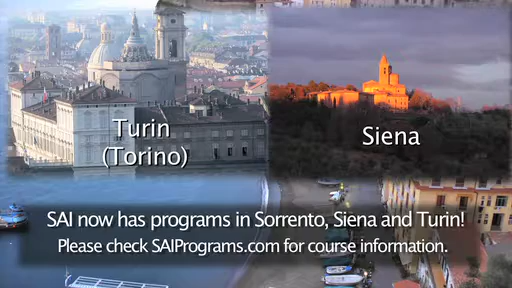 Turin
(Torino)
Siena
SAI now has programs in Sorrento, Siena and Turin!
Please check SAIPrograms.com for course information.